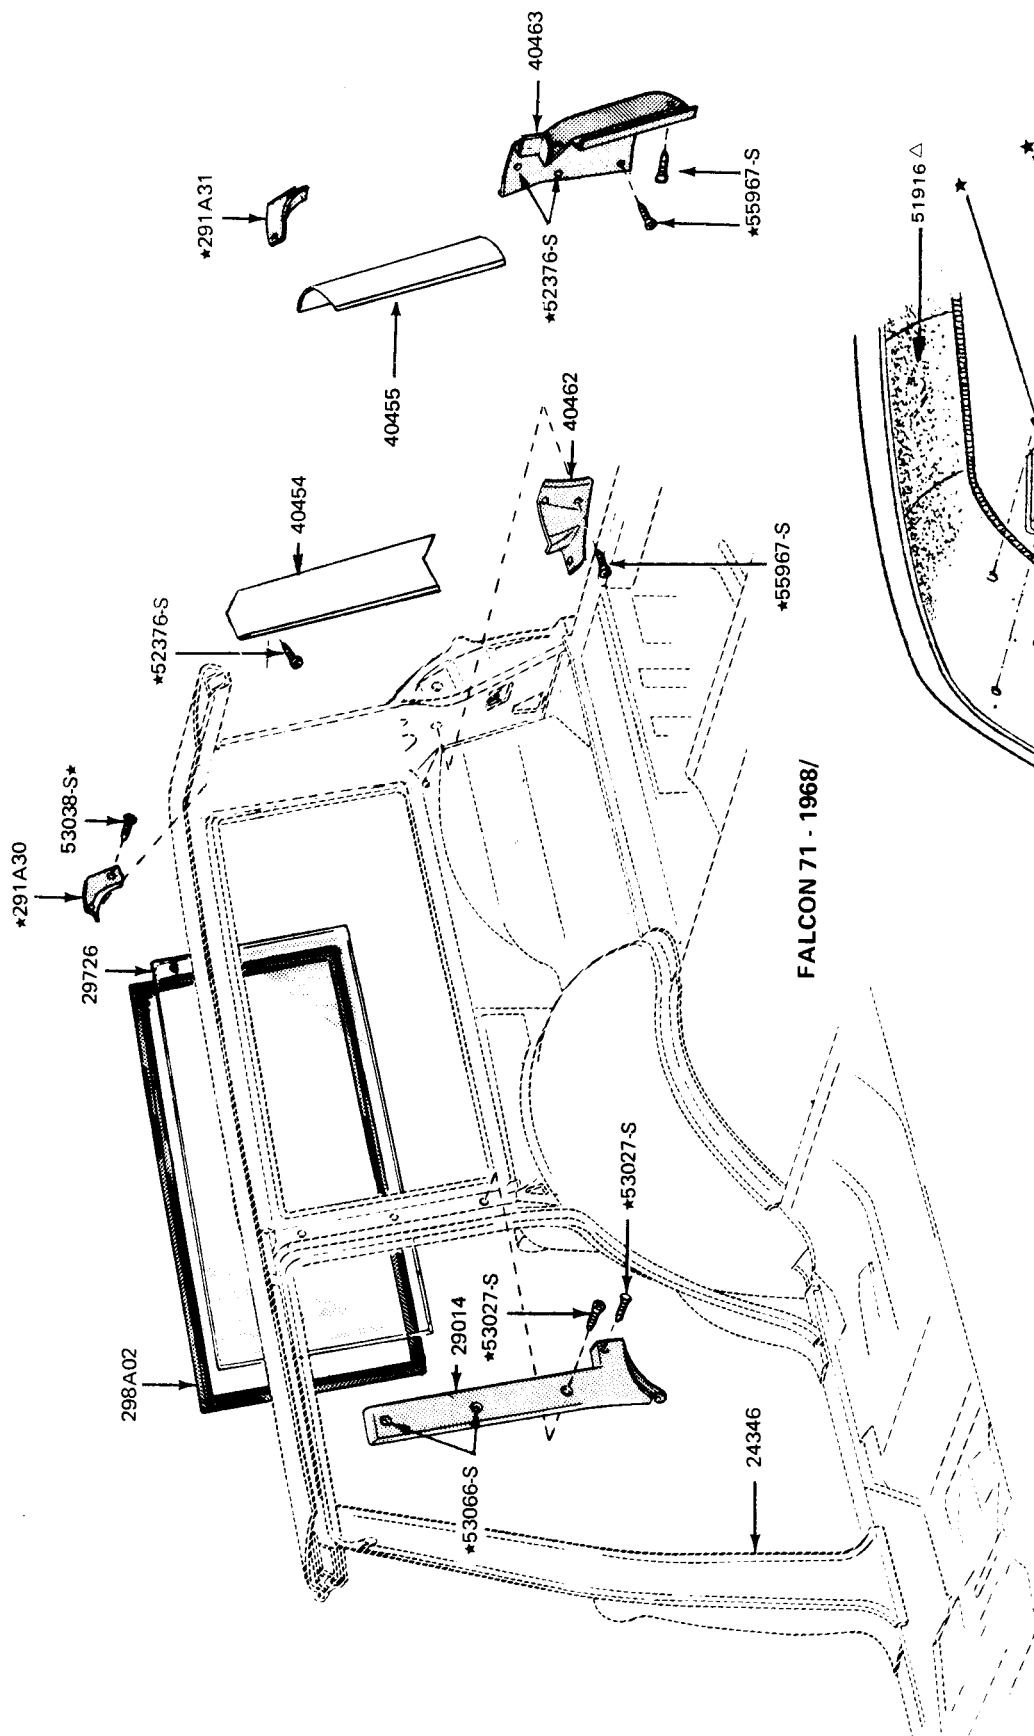 40463
★291A31
★55967-S
★52376-S
51916 △
★
★
40455
40462
40454
★55967-S
★52376-S
53038-S★
★291A30
29726
FALCON 71 - 1968/
★53027-S
★53027-S
29014
298A02
★53066-S
24346